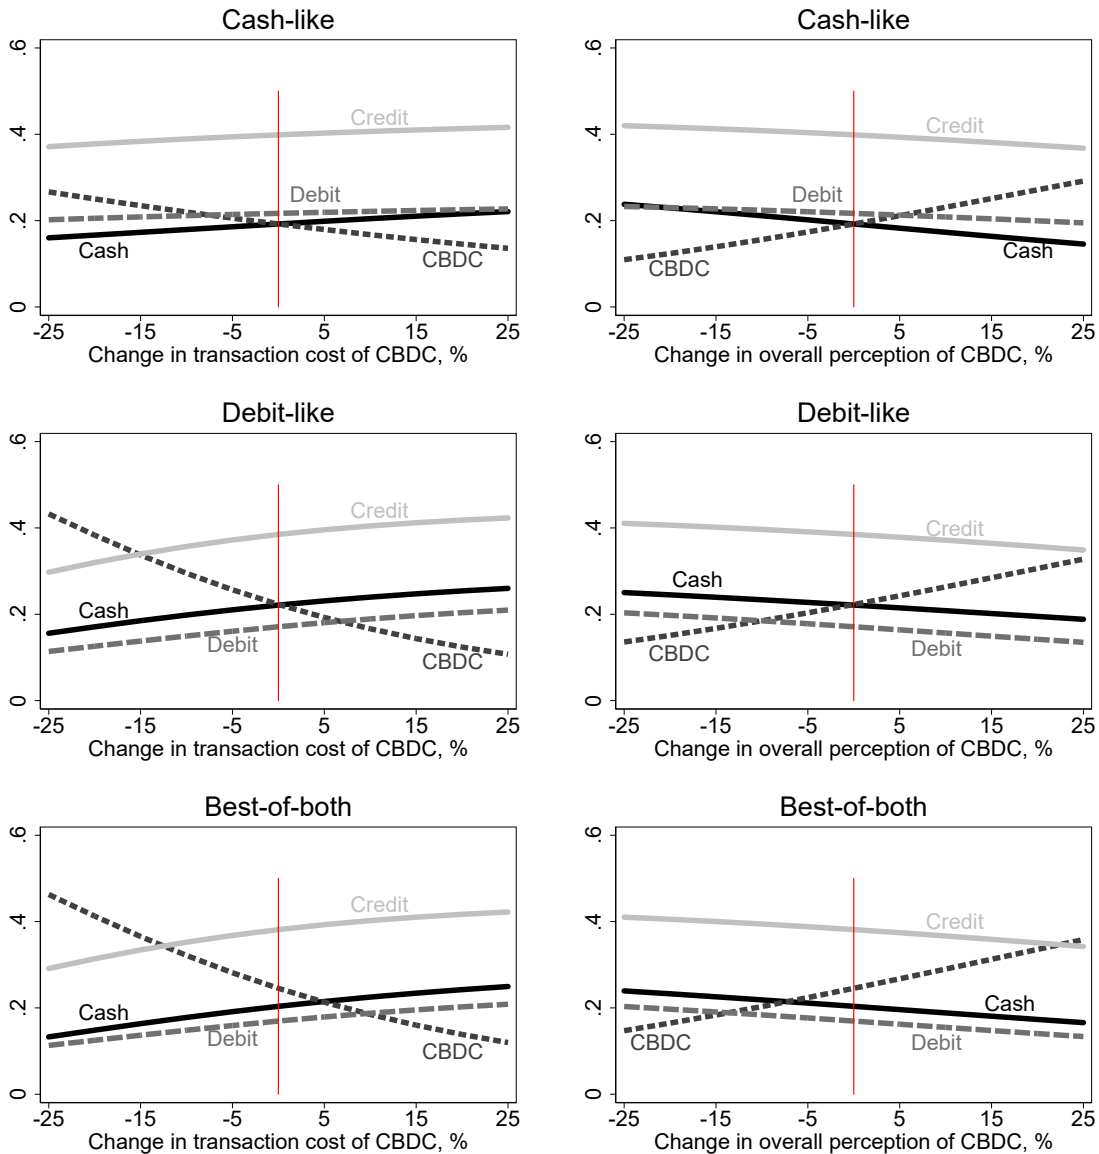 Cash-like
.6
.4
.2
0
Credit
Debit
Cash
CBDC
-25 -15 -5 5 15 25
Change in transaction cost of CBDC, %
Cash-like
.6
.4
.2
0
Credit
Debit
Cash
CBDC
-25 -15 -5 5 15 25
Change in overall perception of CBDC, %
Debit-like
.6
.4
.2
0
Credit
Cash
Debit
CBDC
-25 -15 -5 5 15 25
Change in transaction cost of CBDC, %
Debit-like
.6
.4
.2
0
Credit
Cash
Debit
CBDC
-25 -15 -5 5 15 25
Change in overall perception of CBDC, %
Best-of-both
.6
.4
.2
0
Credit
Cash
Debit
CBDC
-25 -15 -5 5 15 25
Change in transaction cost of CBDC, %
Best-of-both
.6
.4
.2
0
Credit
Cash
CBDC
Debit
-25 -15 -5 5 15 25
Change in overall perception of CBDC, %